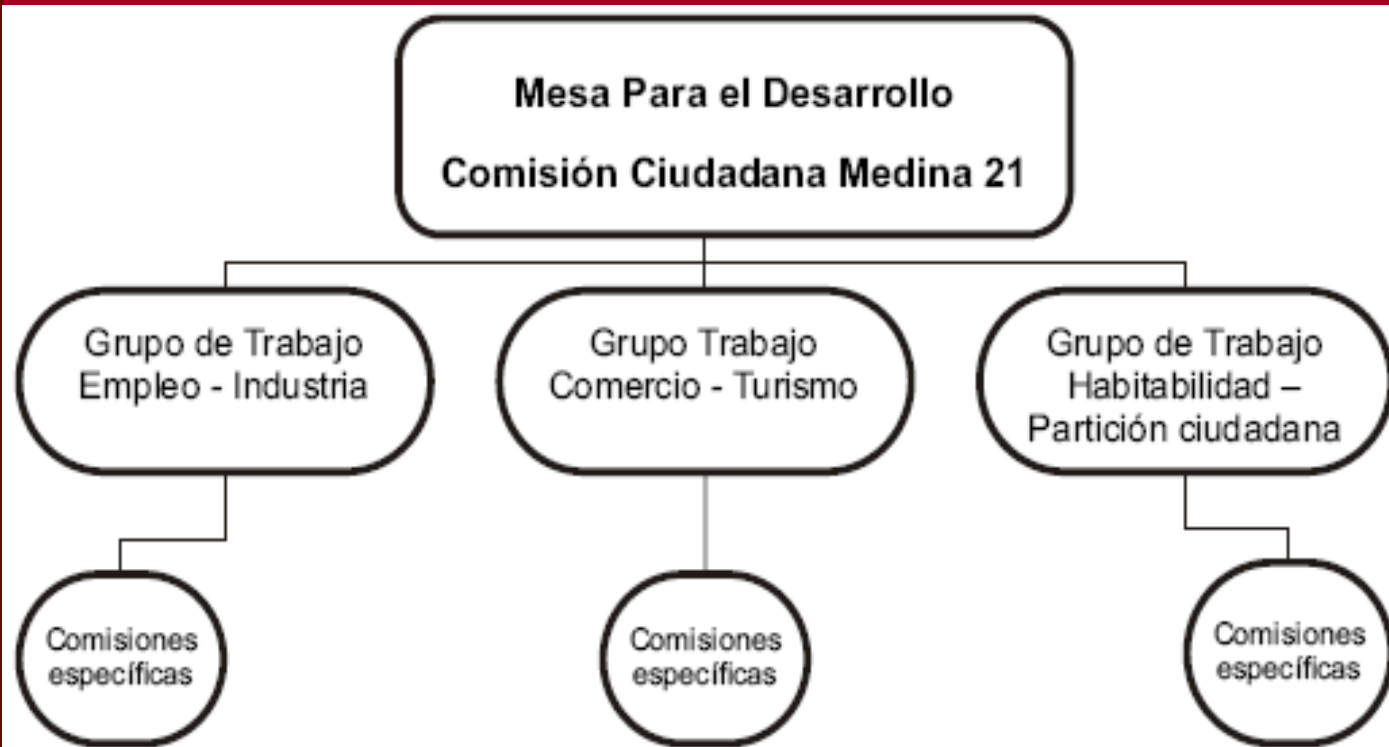 Mesa Para el Desarrollo
Comisión Ciudadana Medina 21
Grupo de Trabajo
Empleo - Industria
Grupo Trabajo
Comercio - Turismo
Grupo de Trabajo
Habitabilidad –
Partición ciudadana
Comisiones
específicas
Comisiones
específicas
Comisiones
específicas